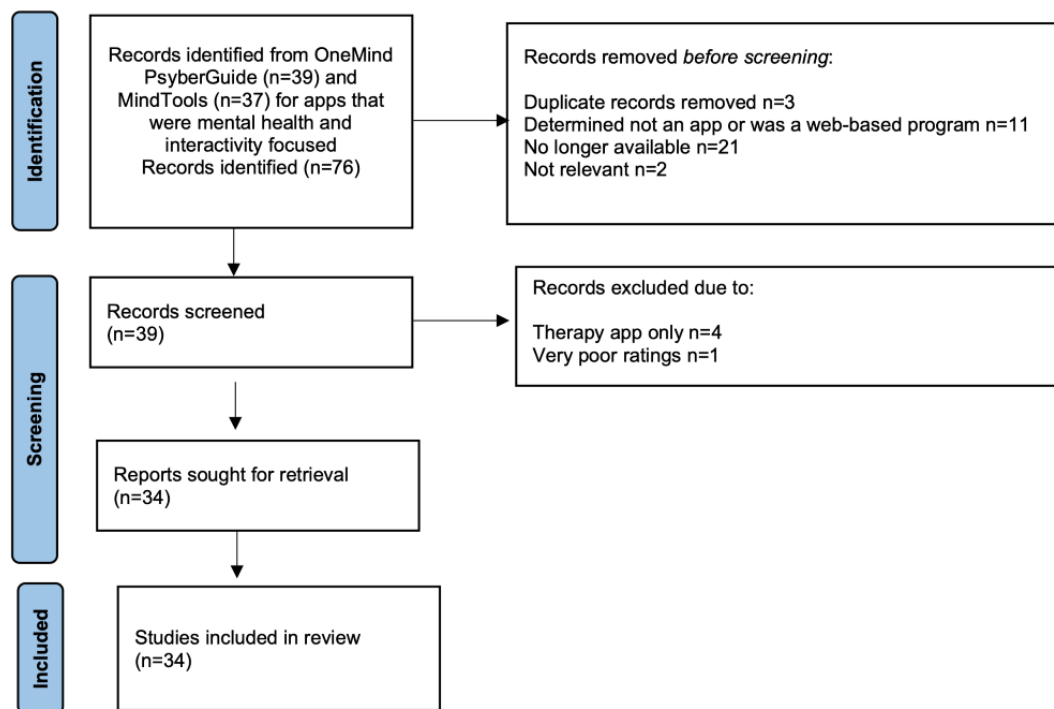 Identification
Records identified from OneMind
PsyberGuide (n=39) and
MindTools (n=37) for apps that
were mental health and
interactivity focused
Records identified (n=76)
Records removed before screening:
Duplicate records removed n=3
Determined not an app or was a web-based program n=11
No longer available n=21
Not relevant n=2
Screening
Records screened
(n=39)
Records excluded due to:
Therapy app only n=4
Very poor ratings n=1
Reports sought for retrieval
(n=34)
Included
Studies included in review
(n=34)